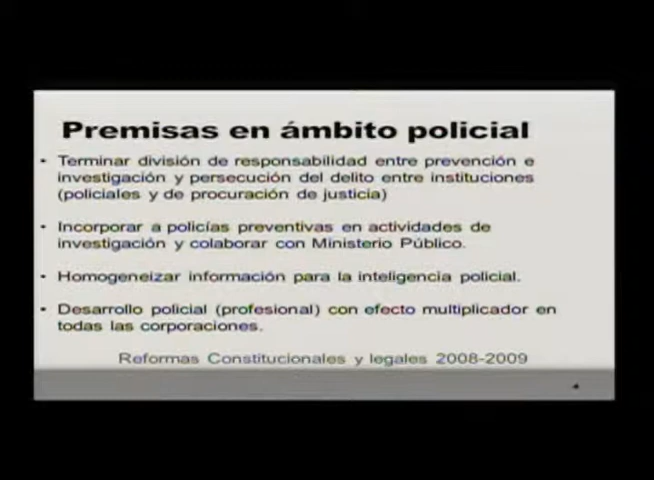 Premisas en ámbito policial
• Terminar división de responsabilidad entre prevención e
investigación y persecución del delito entre instituciones
(policiales y de procuración de justicia)
• Incorporar a policías preventivas en actividades de
investigación y colaborar con Ministerio Público.
• Homogeneizar información para la inteligencia policial.
• Desarrollo policial (profesional) con efecto multiplicador en
todas las corporaciones.
Reformas Constitucionales y legales 2008-2009